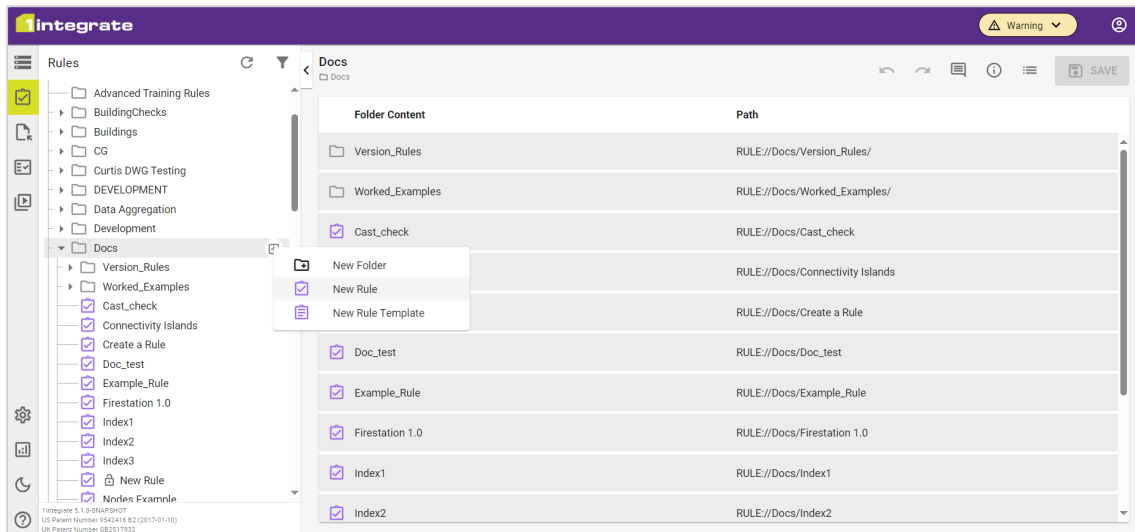 1integrate
Warning
Rules
Docs
Docs
SAVE
Advanced Training Rules
BuildingChecks
Buildings
CG
Curtis DWG Testing
DEVELOPMENT
Data Aggregation
Development
Docs
Version_Rules
Worked_Examples
Cast_check
Connectivity Islands
Create a Rule
Doc_test
Example_Rule
Firestation 1.0
Index1
Index2
Index3
New Rule
Nodes Example
1Integrate 5.1.0-SNAPSHOT
US Patent Number 9542416 B2 (2017-01-10)
UK Patent Number GB2517932
New Folder
New Rule
New Rule Template
Folder Content Path
Version_Rules RULE://Docs/Version_Rules/
Worked_Examples RULE://Docs/Worked_Examples/
Cast_check RULE://Docs/Cast_check
RULE://Docs/Connectivity Islands
RULE://Docs/Create a Rule
Doc_test RULE://Docs/Doc_test
Example_Rule RULE://Docs/Example_Rule
Firestation 1.0 RULE://Docs/Firestation 1.0
Index1 RULE://Docs/Index1
Index2 RULE://Docs/Index2